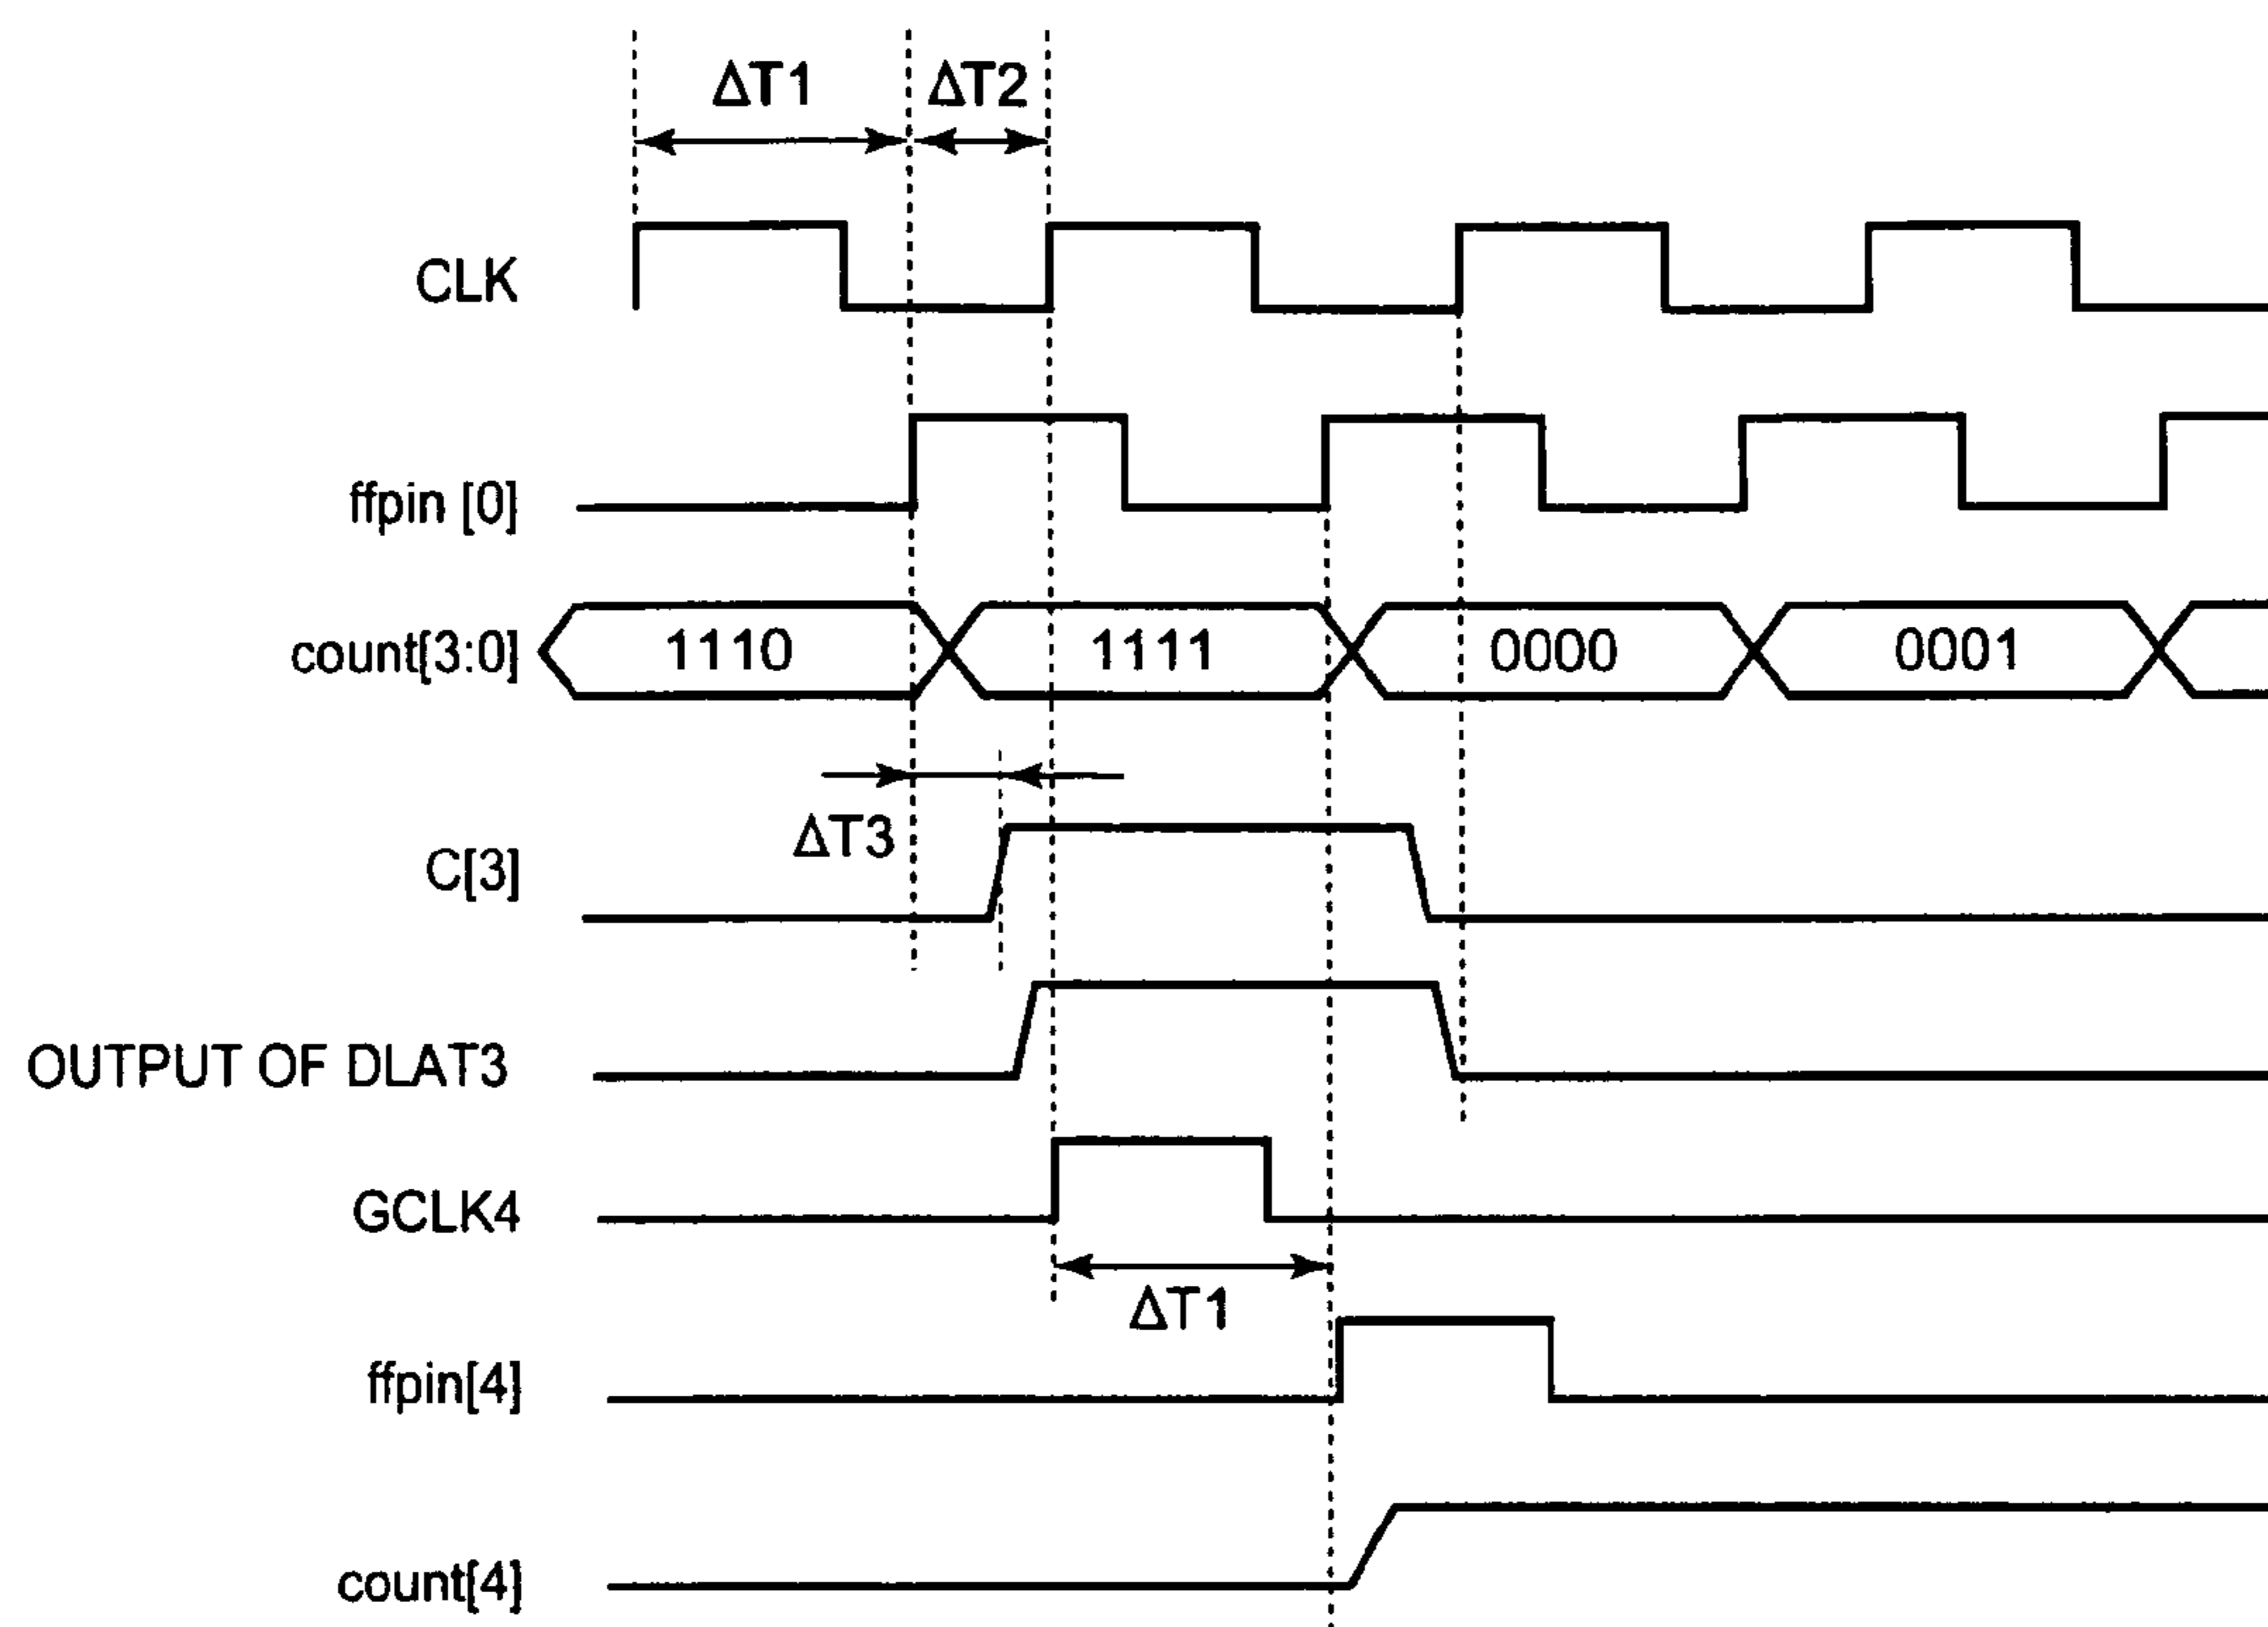 ΔT1 ΔT2
CLK
ffpin [0]
count[3:0] 1110 1111 0000 0001
ΔT3
C[3]
OUTPUT OF DLAT3
GCLK4
ΔT1
ffpin[4]
count[4]